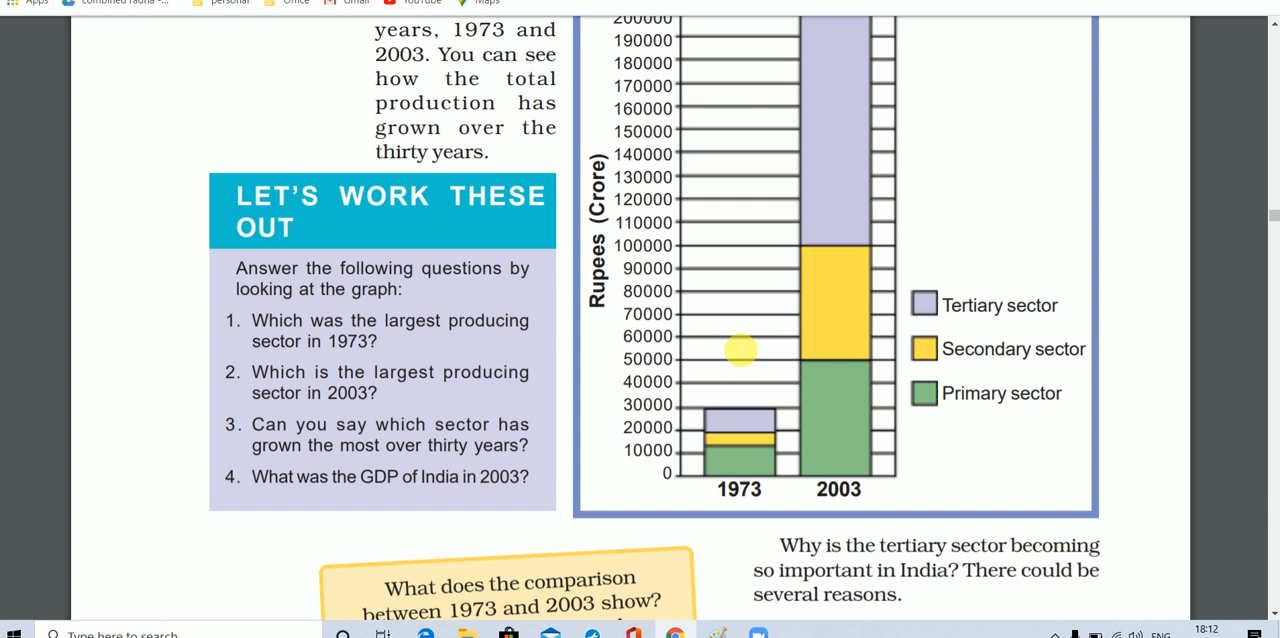 Apps
combined radha -...
personal
Office
Gmail
YouTube
Maps
years, 1973 and
2003. You can see
how the total
production has
grown over the
thirty years.
LET'S WORK THESE
OUT
Answer the following questions by
looking at the graph:
1. Which was the largest producing
sector in 1973?
2. Which is the largest producing
sector in 2003?
3. Can you say which sector has
grown the most over thirty years?
4. What was the GDP of India in 2003?
Rupees (Crore)
200000
190000
180000
170000
160000
150000
140000
130000
120000
110000
100000
90000
80000
70000
60000
50000
40000
30000
20000
10000
0
1973 2003
Tertiary sector
Secondary sector
Primary sector
What does the comparison
between 1973 and 2003 show?
Why is the tertiary sector becoming
so important in India? There could be
several reasons.
Type here to search
ENG
18:12